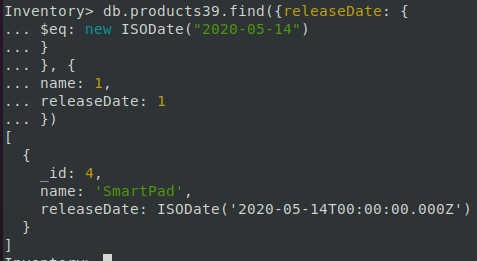 Inventory> db.products39.find({releaseDate: {
... $eq: new ISODate("2020-05-14")
... }
... }, {
... name: 1,
... releaseDate: 1
... })
[
  {
    _id: 4,
    name: 'SmartPad',
    releaseDate: ISODate('2020-05-14T00:00:00.000Z')
  }
]
Inventory>